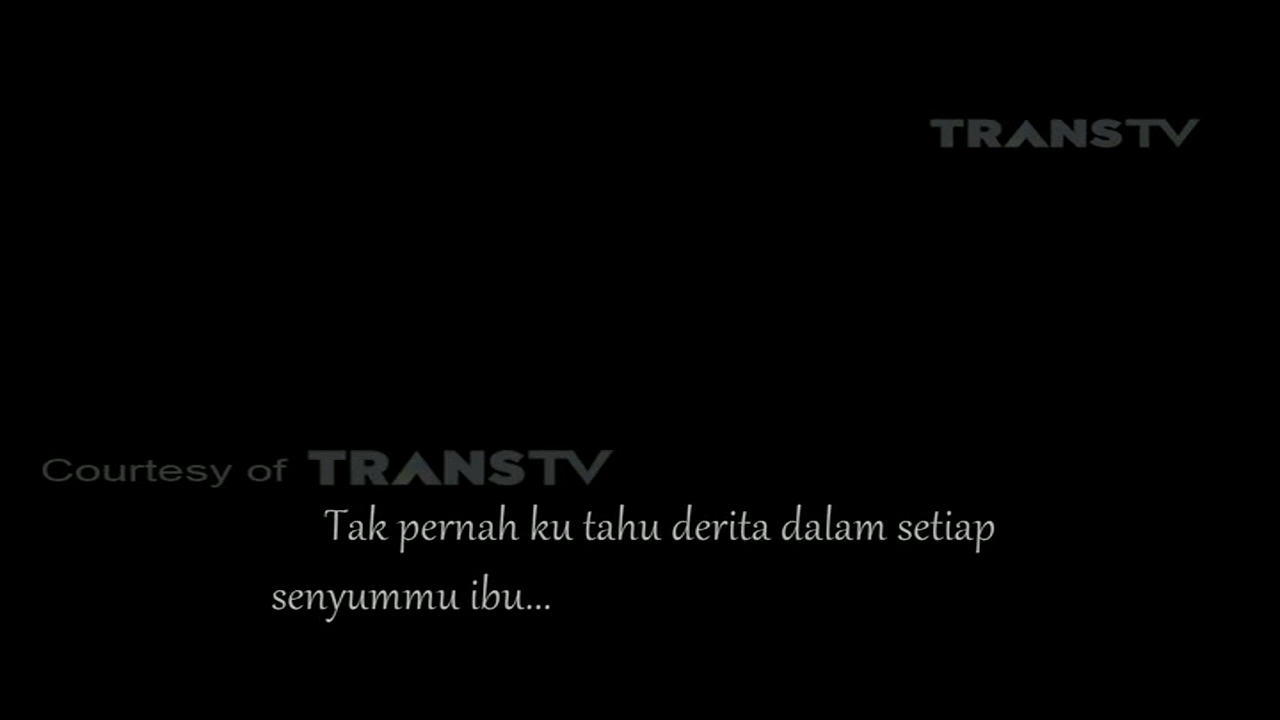 TRANSTV
Courtesy of TRANSTV
Tak pernah ku tahu derita dalam setiap
senyummu ibu...